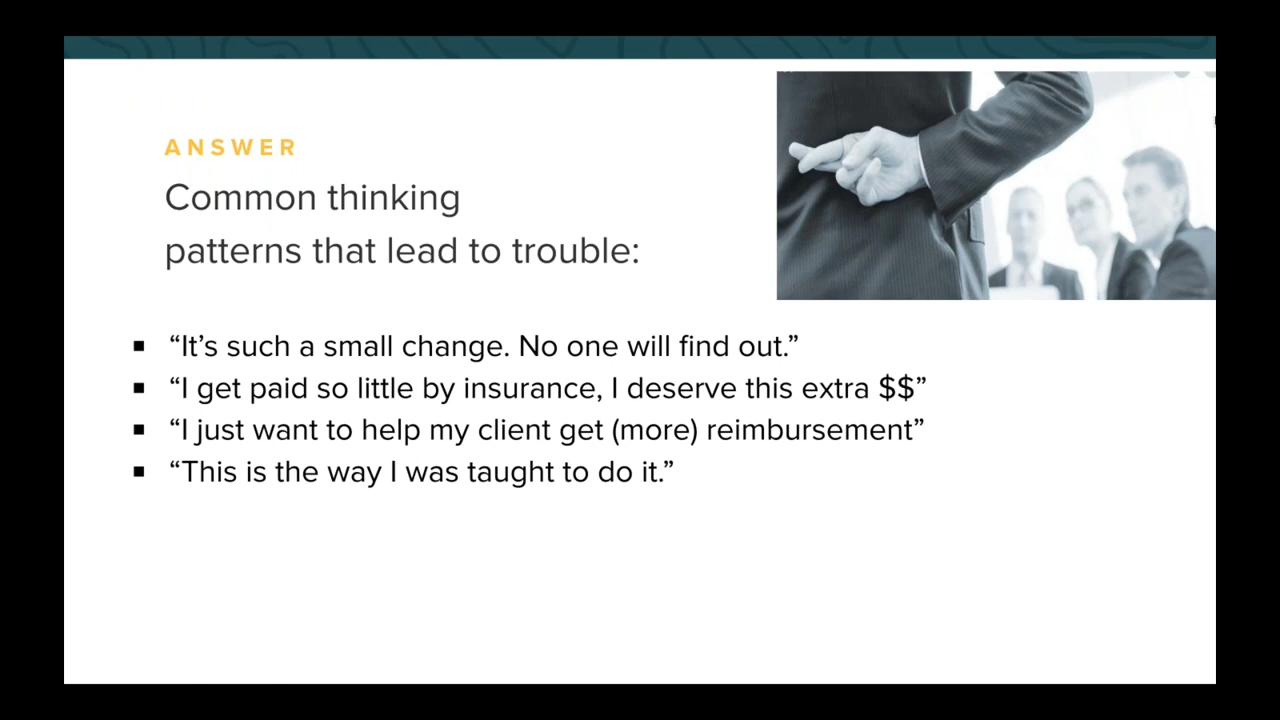 ANSWER
Common thinking
patterns that lead to trouble:
▪ “It’s such a small change. No one will find out.”
▪ “I get paid so little by insurance, I deserve this extra $$”
▪ “I just want to help my client get (more) reimbursement”
▪ “This is the way I was taught to do it.”